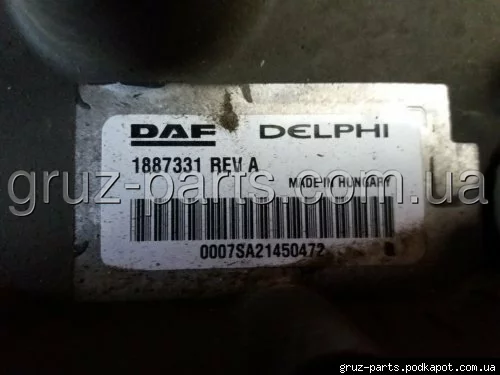 DAF DELPHI
1887331 REV A
MADE IN HUNGARY
gruz-parts.com.ua
0007SA21450472
gruz-parts.podkapot.com.ua